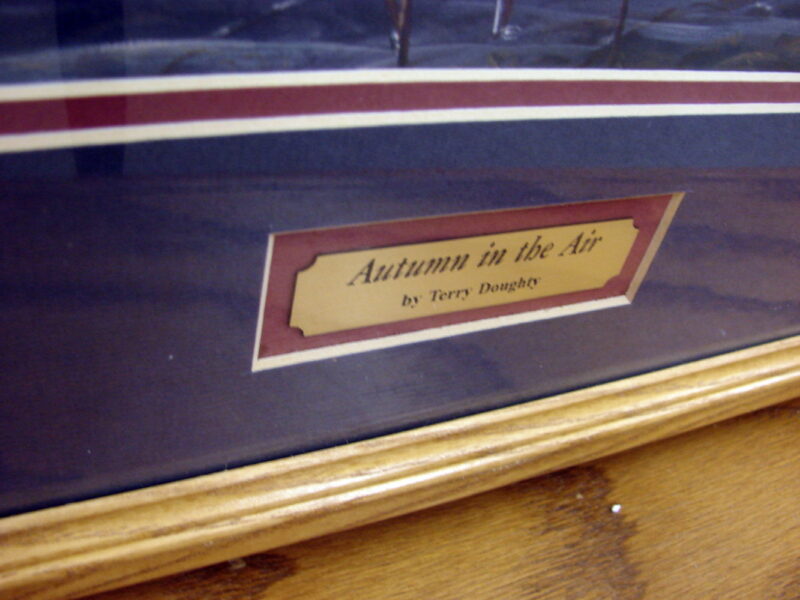 Autumn in the Air
by Terry Doughty